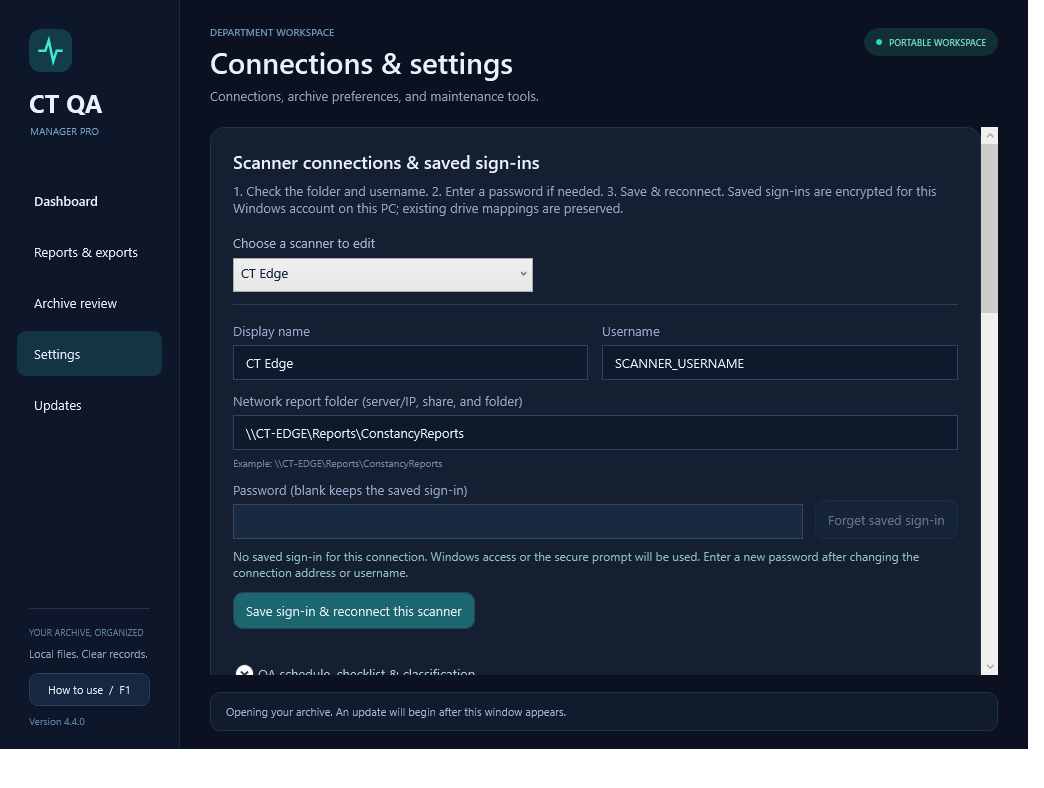 CT QA
MANAGER PRO
Dashboard
Reports & exports
Archive review
Settings
Updates
YOUR ARCHIVE, ORGANIZED
Local files. Clear records.
How to use / F1
Version 4.4.0
DEPARTMENT WORKSPACE
Connections & settings
Connections, archive preferences, and maintenance tools.
PORTABLE WORKSPACE
Scanner connections & saved sign-ins
1. Check the folder and username. 2. Enter a password if needed. 3. Save & reconnect. Saved sign-ins are encrypted for this
Windows account on this PC; existing drive mappings are preserved.
Choose a scanner to edit
CT Edge
Display name
Username
CT Edge
SCANNER_USERNAME
Network report folder (server/IP, share, and folder)
\\CT-EDGE\Reports\ConstancyReports
Example: \\CT-EDGE\Reports\ConstancyReports
Password (blank keeps the saved sign-in)
Forget saved sign-in
No saved sign-in for this connection. Windows access or the secure prompt will be used. Enter a new password after changing the
connection address or username.
Save sign-in & reconnect this scanner
QA schedule, checklist & classification
Opening your archive. An update will begin after this window appears.